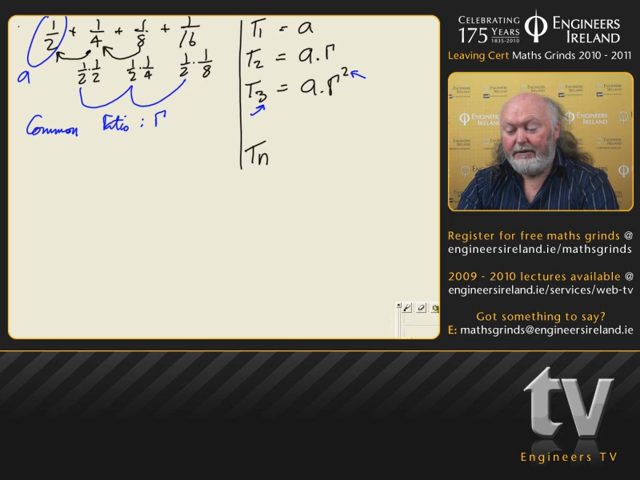 1/2 + 1/4 + 1/8 + 1/16
a
1/2 . 1/2 1/2 . 1/4 1/2 . 1/8
Common Ratio : r
T1 = a
T2 = a.r
T3 = a.r²
Tn
CELEBRATING
175 YEARS
1835-2010
ENGINEERS
IRELAND
Leaving Cert Maths Grinds 2010 - 2011
ENGINEERS
IRELAND
Register for free maths grinds @
engineersireland.ie/mathsgrinds
2009 - 2010 lectures available @
engineersireland.ie/services/web-tv
Got something to say?
E: mathsgrinds@engineersireland.ie
tv
Engineers TV